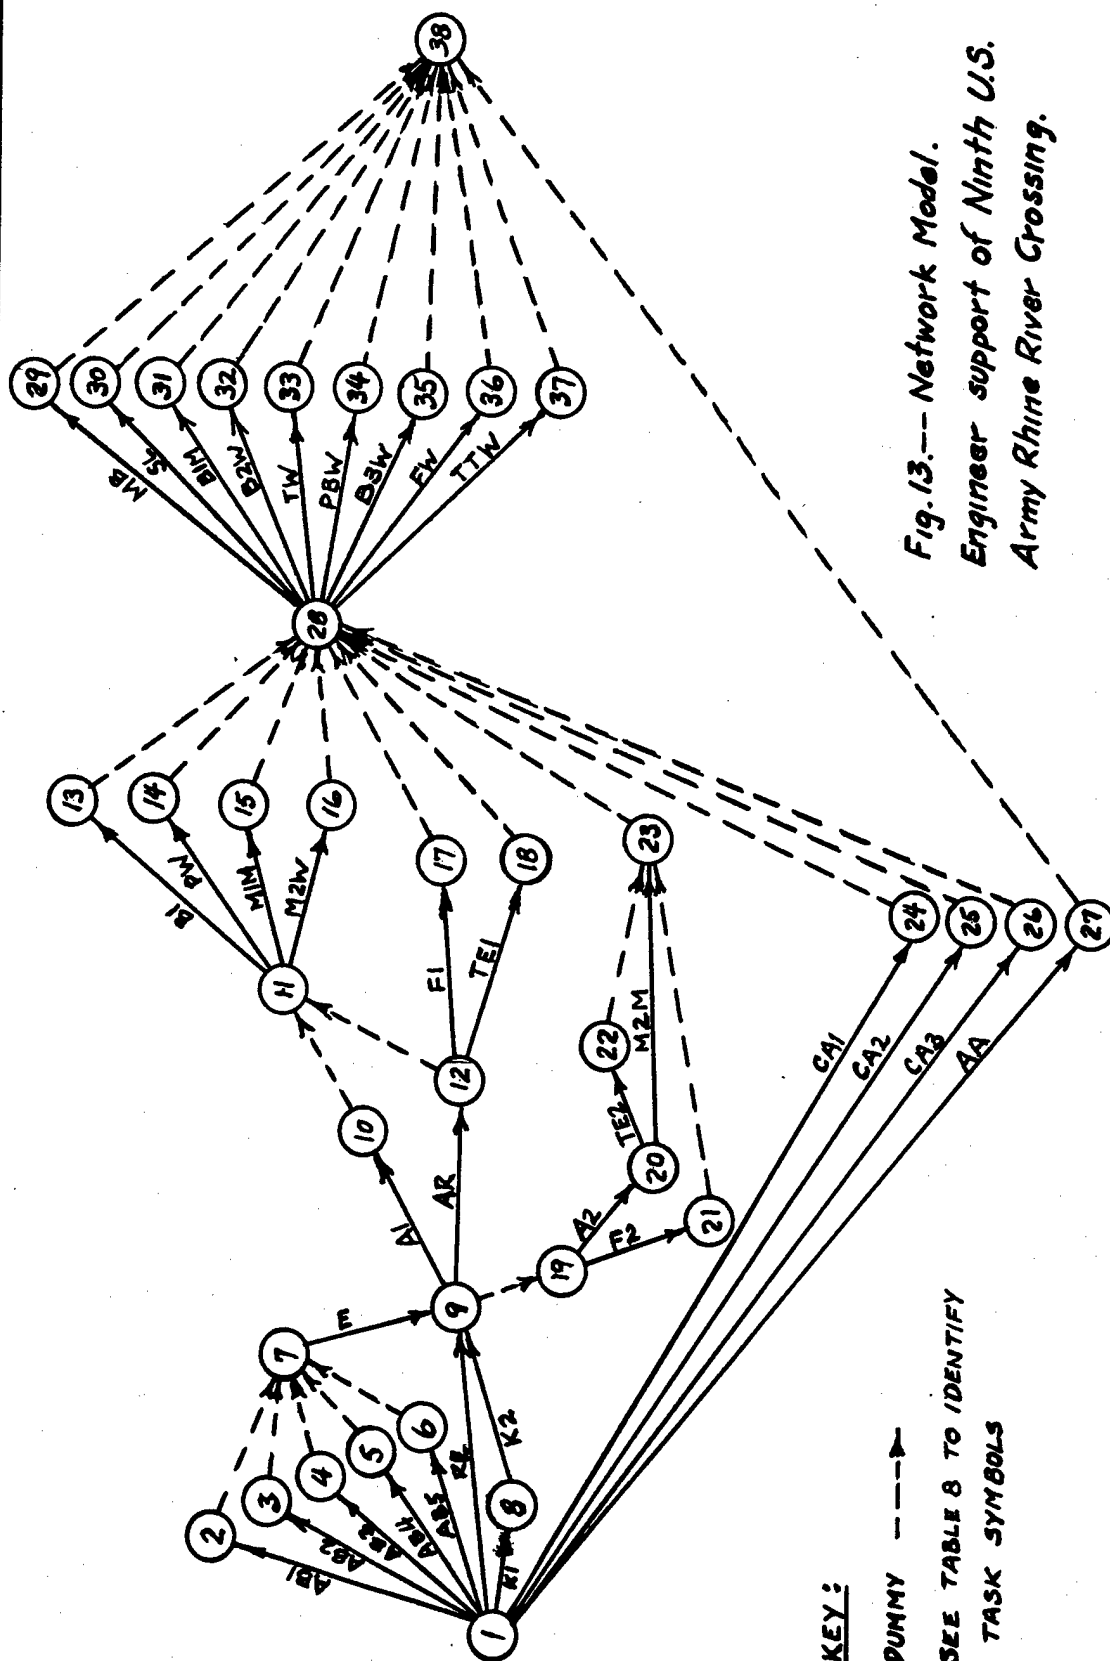 38
29
30
31
32
33
34
35
36
37
MB
S6
B1M
B2W
TW
PBW
B3W
FW
TTW
28
13
14
15
16
17
18
23
24
25
26
27
B1
PW
M1M
M2W
11
F1
TE1
12
10
A1
AR
22
M2M
TE2
20
A2
F2
21
19
CA1
CA2
CA3
AA
9
E
7
2
3
4
5
6
8
AB1
AB2
AB3
AB4
AB5
RE
K2
K1
1
KEY:
DUMMY
SEE TABLE 8 TO IDENTIFY
TASK SYMBOLS
Fig.13.--Network Model.
Engineer support of Ninth U.S.
Army Rhine River Crossing.